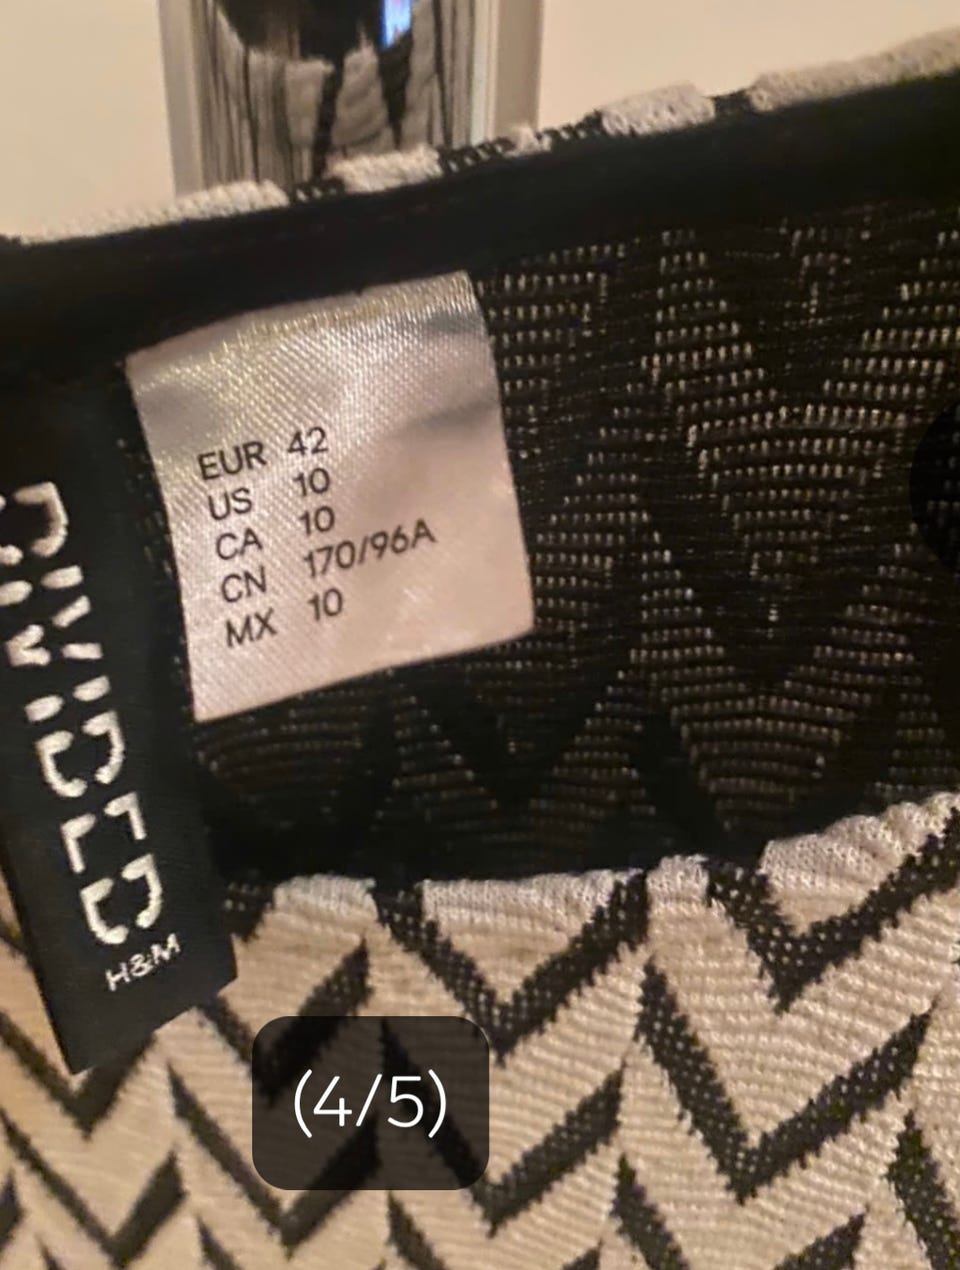 EUR 42
US 10
CA 10
CN 170/96A
MX 10
DIVIDED
H&M
(4/5)